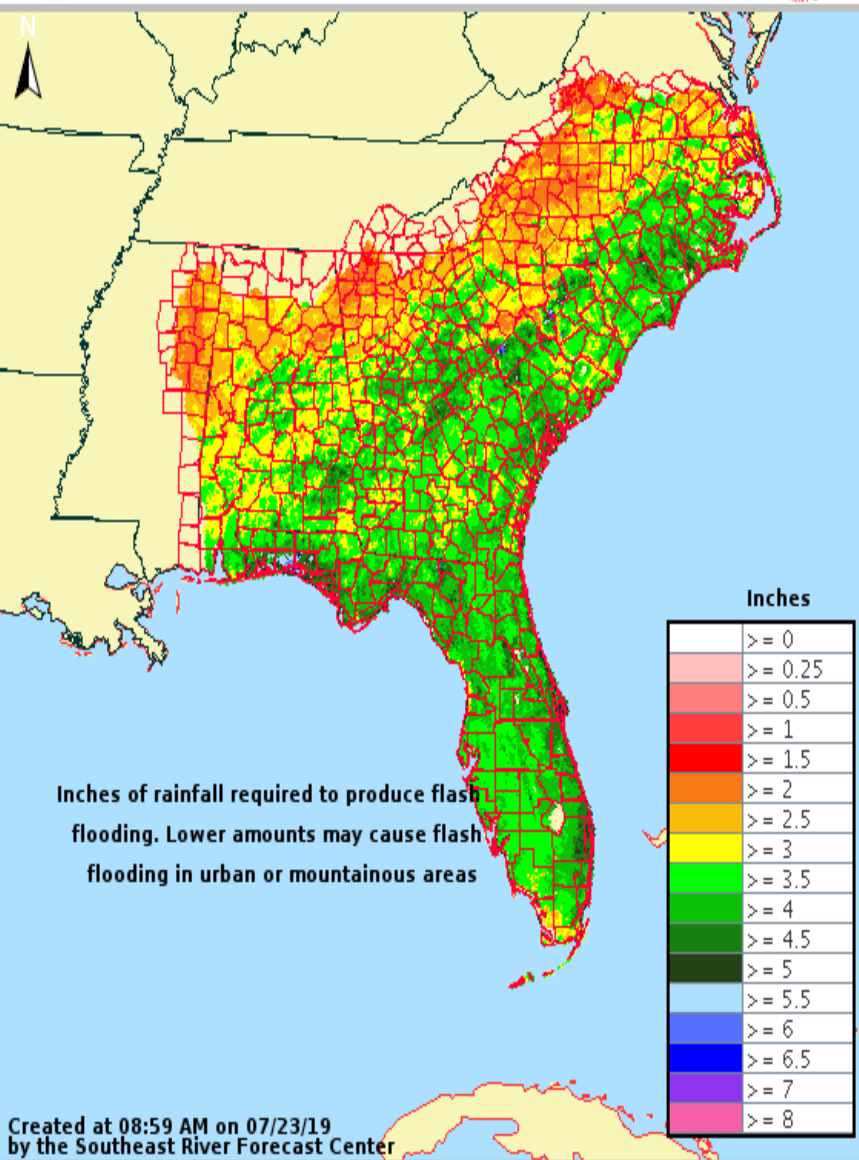 N
Inches
>= 0
>= 0.25
>= 0.5
>= 1
>= 1.5
>= 2
>= 2.5
>= 3
>= 3.5
>= 4
>= 4.5
>= 5
>= 5.5
>= 6
>= 6.5
>= 7
>= 8
Inches of rainfall required to produce flash
flooding. Lower amounts may cause flash
flooding in urban or mountainous areas
Created at 08:59 AM on 07/23/19
by the Southeast River Forecast Center